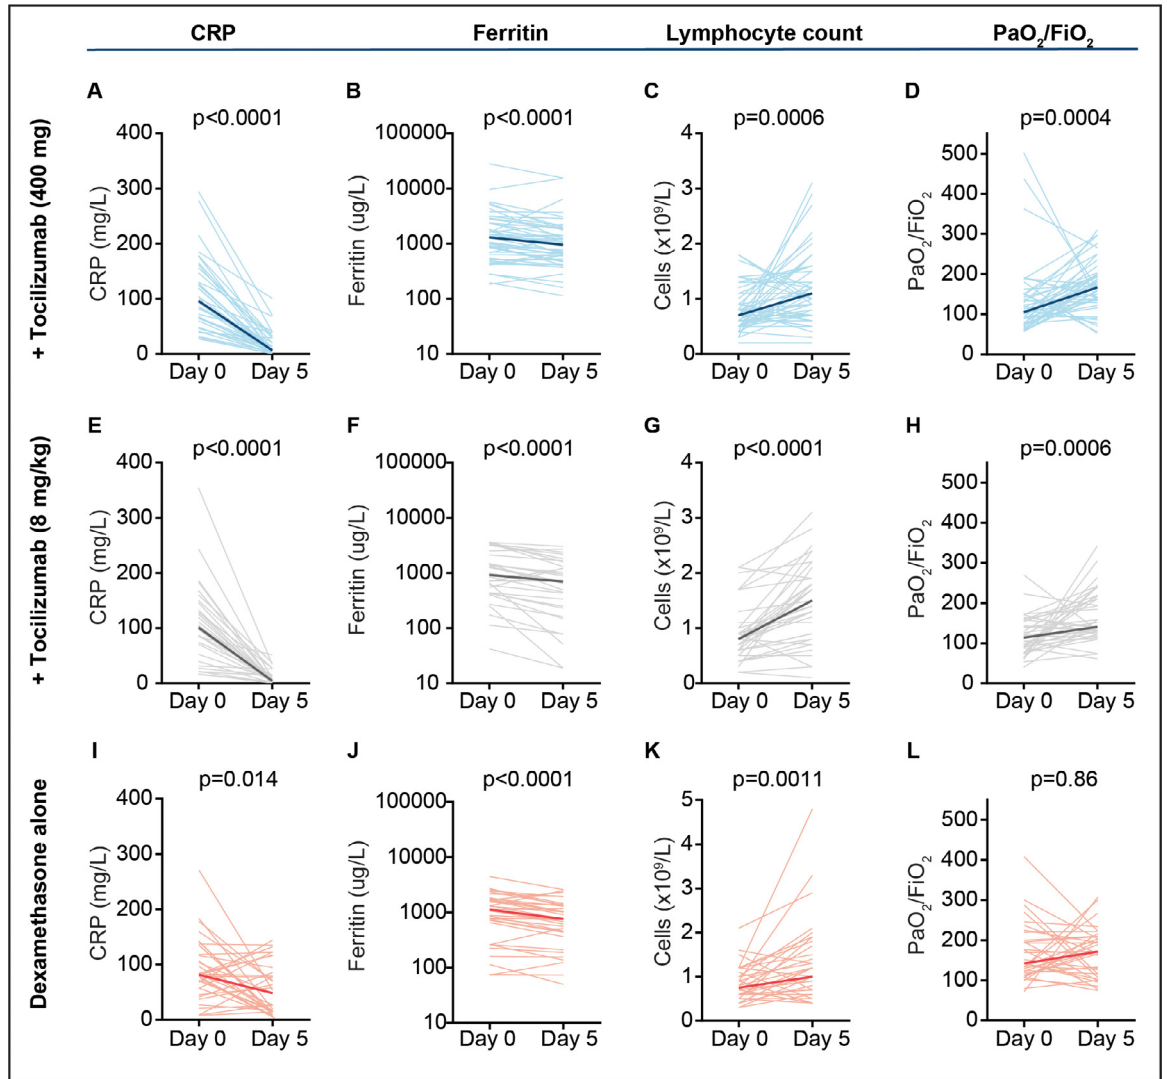 CRP Ferritin Lymphocyte count PaO₂/FiO₂
+ Tocilizumab (400 mg)
A B C D
p<0.0001 p<0.0001 p=0.0006 p=0.0004
CRP (mg/L)
400
300
200
100
0
Day 0 Day 5
Ferritin (ug/L)
100000
10000
1000
100
10
Day 0 Day 5
Cells (x10⁹/L)
4
3
2
1
0
Day 0 Day 5
PaO₂/FiO₂
500
400
300
200
100
0
Day 0 Day 5
+ Tocilizumab (8 mg/kg)
E F G H
p<0.0001 p<0.0001 p<0.0001 p=0.0006
CRP (mg/L)
400
300
200
100
0
Day 0 Day 5
Ferritin (ug/L)
100000
10000
1000
100
10
Day 0 Day 5
Cells (x10⁹/L)
4
3
2
1
0
Day 0 Day 5
PaO₂/FiO₂
500
400
300
200
100
0
Day 0 Day 5
Dexamethasone alone
I J K L
p=0.014 p<0.0001 p=0.0011 p=0.86
CRP (mg/L)
400
300
200
100
0
Day 0 Day 5
Ferritin (ug/L)
100000
10000
1000
100
10
Day 0 Day 5
Cells (x10⁹/L)
5
4
3
2
1
0
Day 0 Day 5
PaO₂/FiO₂
500
400
300
200
100
0
Day 0 Day 5